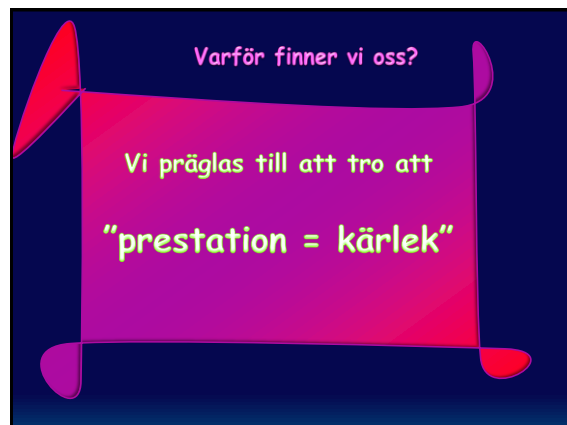 Varför finner vi oss?
Vi präglas till att tro att
”prestation = kärlek”